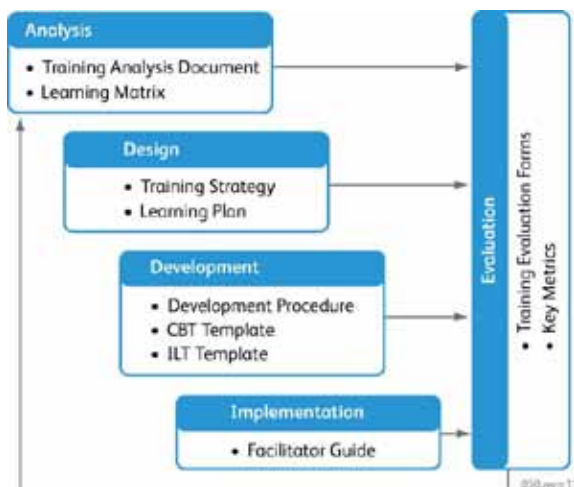 Analysis
• Training Analysis Document
• Learning Matrix
Design
• Training Strategy
• Learning Plan
Development
• Development Procedure
• CBT Template
• ILT Template
Implementation
• Facilitator Guide
Evaluation
• Training Evaluation Forms
• Key Metrics